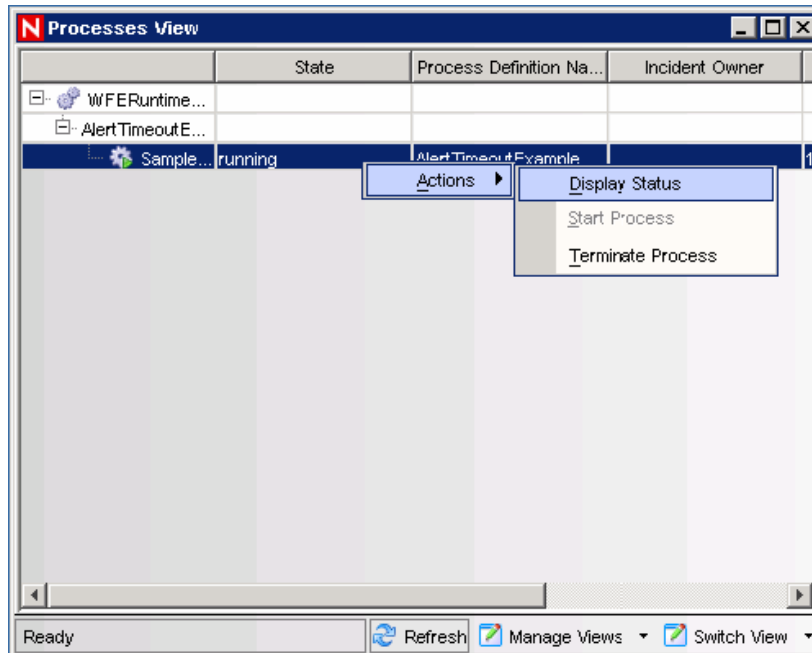 N Processes View
State Process Definition Na... Incident Owner
WFERuntime...
AlertTimeoutE...
Sample... running AlertTimeoutExample 1
Actions Display Status
Start Process
Terminate Process
Ready Refresh Manage Views Switch View